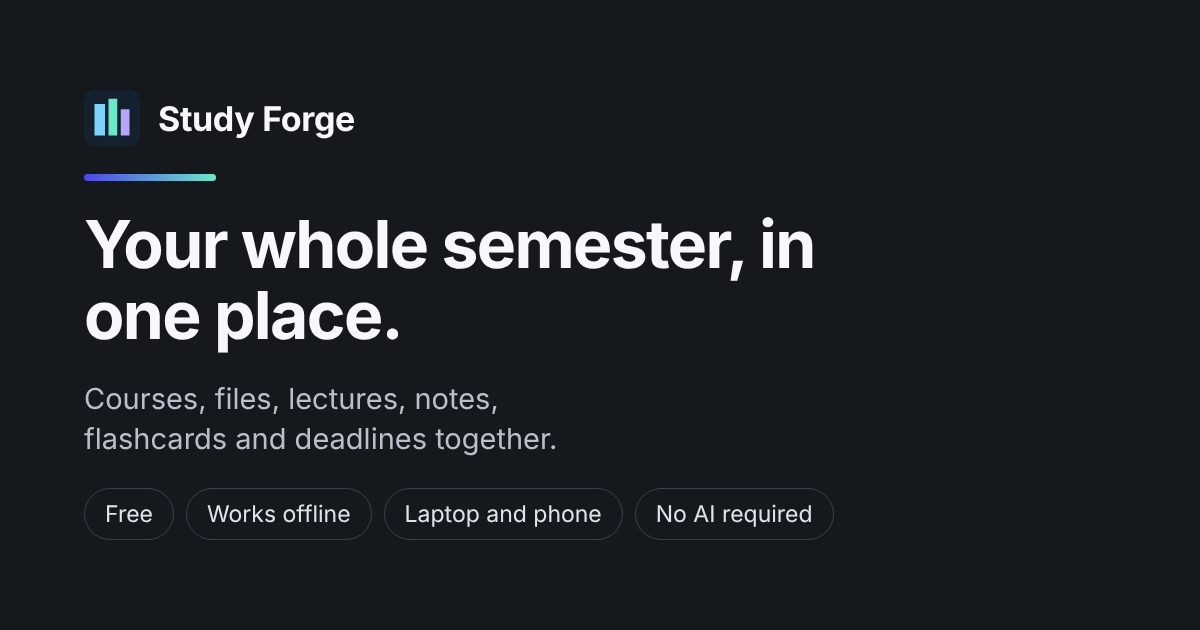 Study Forge
Your whole semester, in
one place.
Courses, files, lectures, notes,
flashcards and deadlines together.
Free
Works offline
Laptop and phone
No AI required